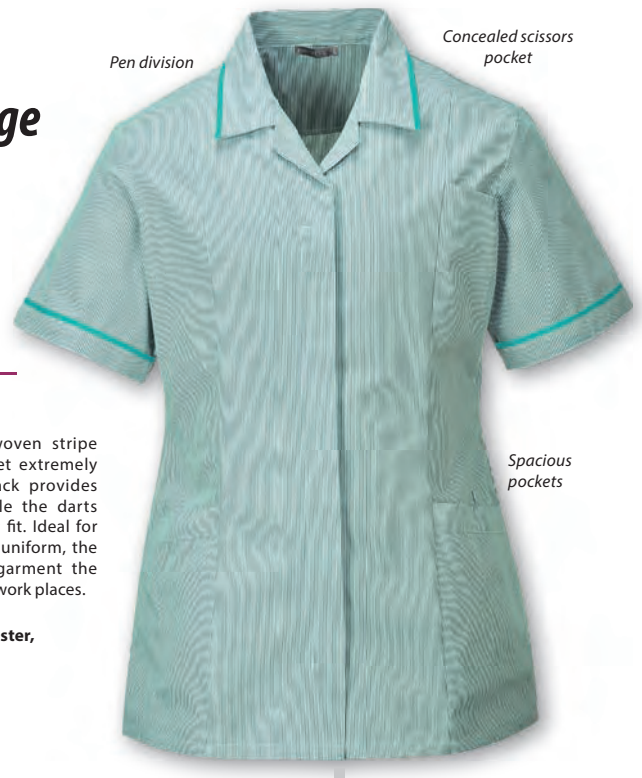 Pen division
Concealed scissors
pocket
ge
Spacious
pockets
oven stripe
et extremely
ck provides
le the darts
fit. Ideal for
uniform, the
garment the
work places.
ster,